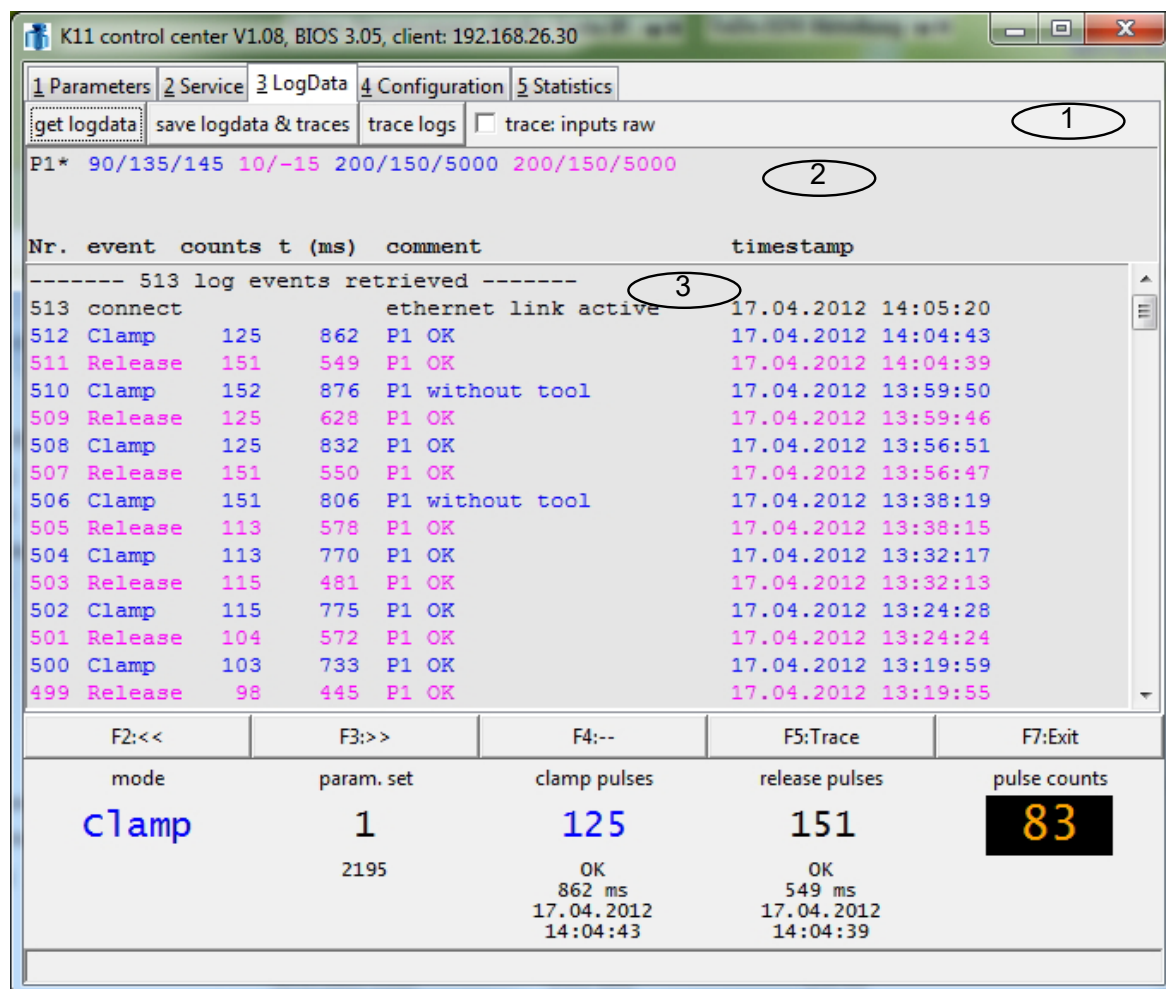 K11 control center V1.08, BIOS 3.05, client: 192.168.26.30
1 Parameters 2 Service 3 LogData 4 Configuration 5 Statistics
get logdata save logdata & traces trace logs trace: inputs raw 1
P1* 90/135/145 10/-15 200/150/5000 200/150/5000
2
Nr. event counts t (ms) comment timestamp
------- 513 log events retrieved -------
3
513 connect ethernet link active 17.04.2012 14:05:20
512 Clamp 125 862 P1 OK 17.04.2012 14:04:43
511 Release 151 549 P1 OK 17.04.2012 14:04:39
510 Clamp 152 876 P1 without tool 17.04.2012 13:59:50
509 Release 125 628 P1 OK 17.04.2012 13:59:46
508 Clamp 125 832 P1 OK 17.04.2012 13:56:51
507 Release 151 550 P1 OK 17.04.2012 13:56:47
506 Clamp 151 806 P1 without tool 17.04.2012 13:38:19
505 Release 113 578 P1 OK 17.04.2012 13:38:15
504 Clamp 113 770 P1 OK 17.04.2012 13:32:17
503 Release 115 481 P1 OK 17.04.2012 13:32:13
502 Clamp 115 775 P1 OK 17.04.2012 13:24:28
501 Release 104 572 P1 OK 17.04.2012 13:24:24
500 Clamp 103 733 P1 OK 17.04.2012 13:19:59
499 Release 98 445 P1 OK 17.04.2012 13:19:55
F2:<< F3:>> F4:-- F5:Trace F7:Exit
mode param. set clamp pulses release pulses pulse counts
Clamp 1 125 151 83
2195 OK OK
862 ms 549 ms
17.04.2012 17.04.2012
14:04:43 14:04:39